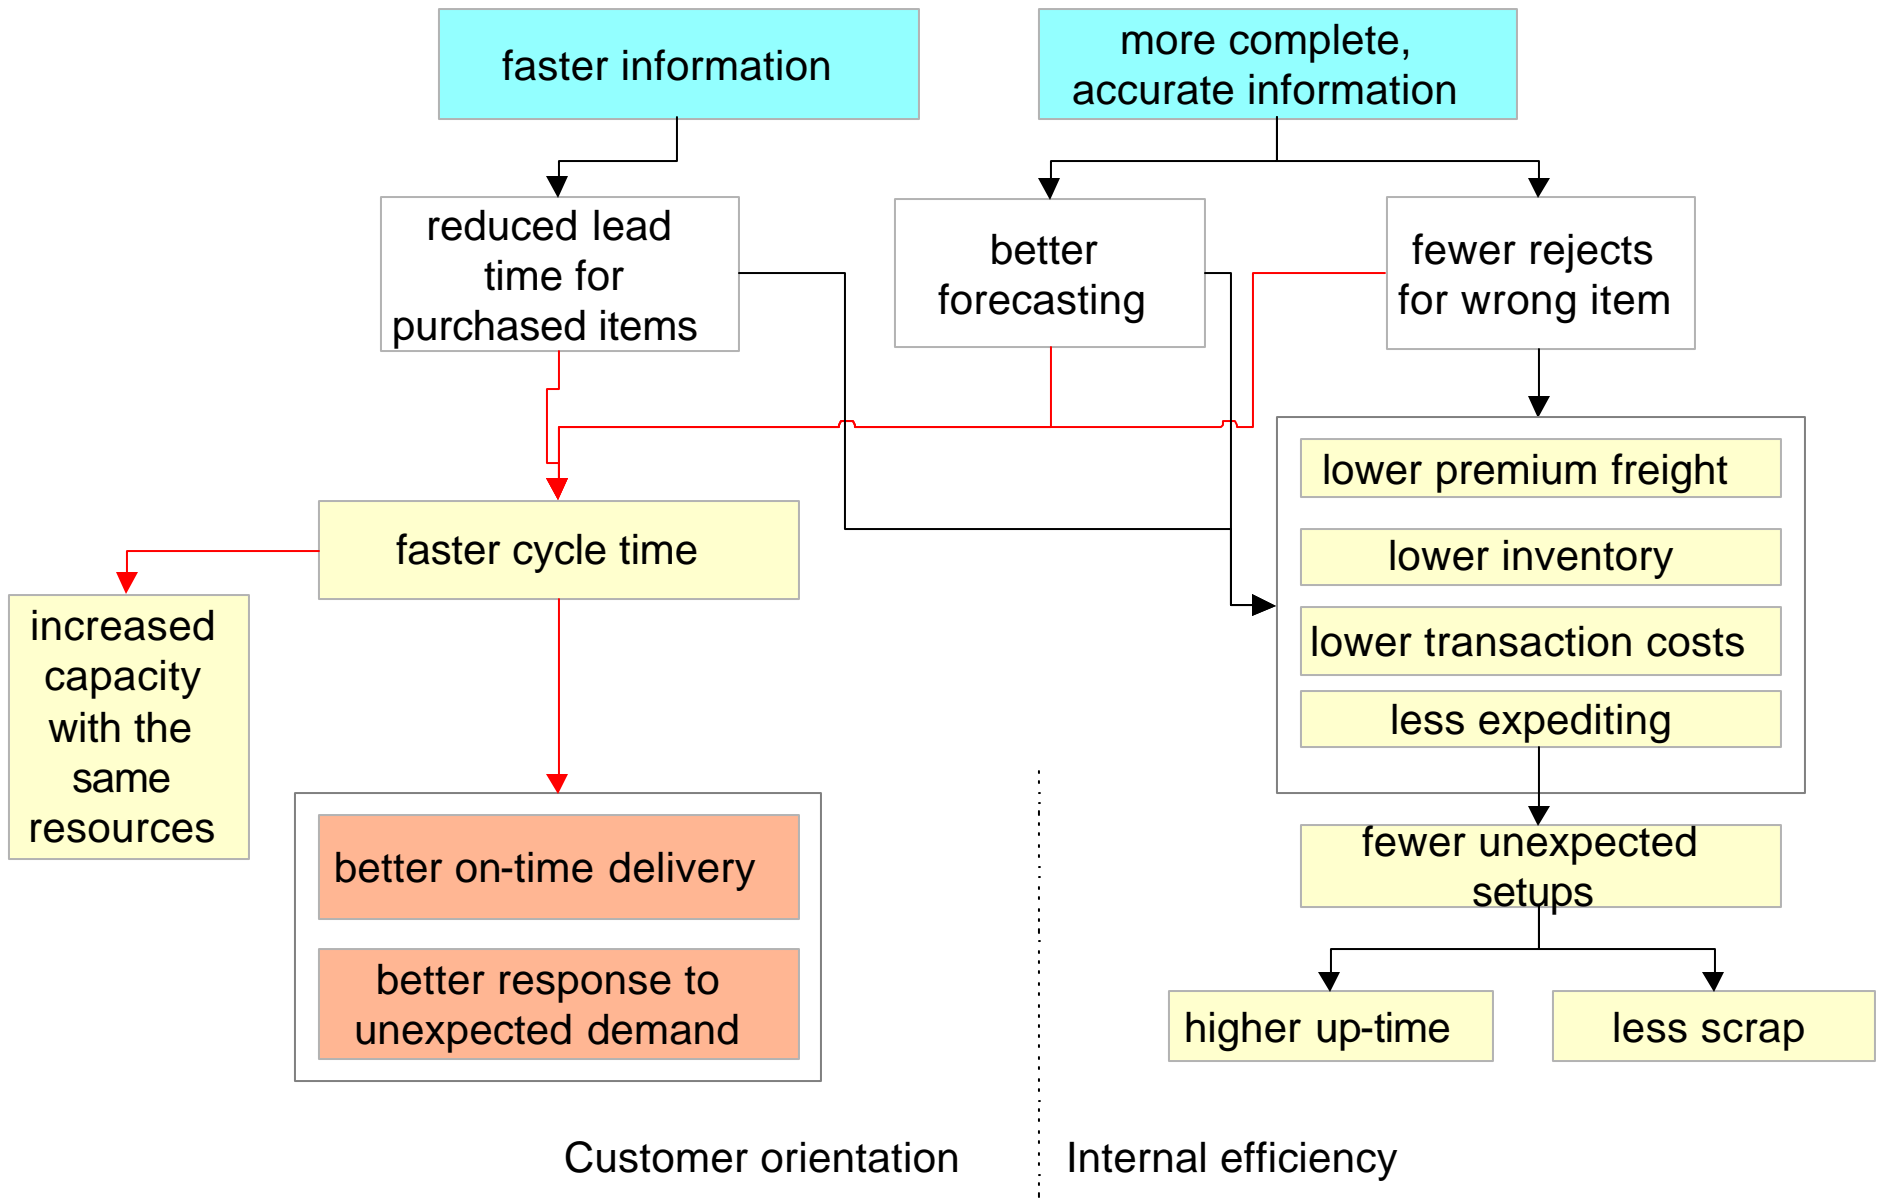 faster information
more complete,
accurate information
reduced lead
time for
purchased items
better
forecasting
fewer rejects
for wrong item
lower premium freight
lower inventory
lower transaction costs
less expediting
faster cycle time
increased
capacity
with the
same
resources
better on-time delivery
better response to
unexpected demand
fewer unexpected
setups
higher up-time
less scrap
Customer orientation
Internal efficiency